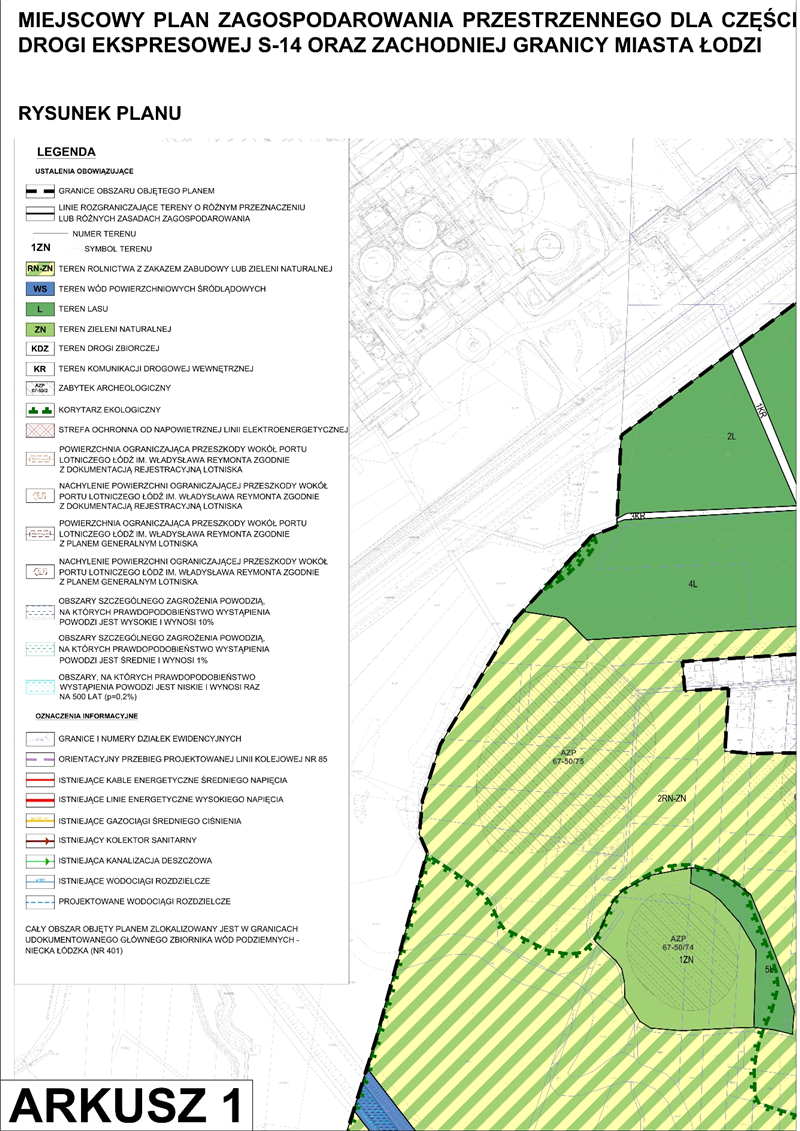 MIEJSCOWY PLAN ZAGOSPODAROWANIA PRZESTRZENNEGO DLA CZĘŚCI
DROGI EKSPRESOWEJ S-14 ORAZ ZACHODNIEJ GRANICY MIASTA ŁODZI
RYSUNEK PLANU
LEGENDA
USTALENIA OBOWIĄZUJĄCE
GRANICE OBSZARU OBJĘTEGO PLANEM
LINIE ROZGRANICZAJĄCE TERENY O RÓŻNYM PRZEZNACZENIU
LUB RÓŻNYCH ZASADACH ZAGOSPODAROWANIA
NUMER TERENU
1ZN SYMBOL TERENU
RN-ZN TEREN ROLNICTWA Z ZAKAZEM ZABUDOWY LUB ZIELENI NATURALNEJ
WS TEREN WÓD POWIERZCHNIOWYCH ŚRÓDLĄDOWYCH
L TEREN LASU
ZN TEREN ZIELENI NATURALNEJ
KDZ TEREN DROGI ZBIORCZEJ
KR TEREN KOMUNIKACJI DROGOWEJ WEWNĘTRZNEJ
AZP
67-50/2
ZABYTEK ARCHEOLOGICZNY
KORYTARZ EKOLOGICZNY
STREFA OCHRONNA OD NAPOWIETRZNEJ LINII ELEKTROENERGETYCZNEJ
POWIERZCHNIA OGRANICZAJĄCA PRZESZKODY WOKÓŁ PORTU
LOTNICZEGO ŁÓDŹ IM. WŁADYSŁAWA REYMONTA ZGODNIE
Z DOKUMENTACJĄ REJESTRACYJNĄ LOTNISKA
NACHYLENIE POWIERZCHNI OGRANICZAJĄCEJ PRZESZKODY WOKÓŁ
PORTU LOTNICZEGO ŁÓDŹ IM. WŁADYSŁAWA REYMONTA ZGODNIE
Z DOKUMENTACJĄ REJESTRACYJNĄ LOTNISKA
POWIERZCHNIA OGRANICZAJĄCA PRZESZKODY WOKÓŁ PORTU
LOTNICZEGO ŁÓDŹ IM. WŁADYSŁAWA REYMONTA ZGODNIE
Z PLANEM GENERALNYM LOTNISKA
NACHYLENIE POWIERZCHNI OGRANICZAJĄCEJ PRZESZKODY WOKÓŁ
PORTU LOTNICZEGO ŁÓDŹ IM. WŁADYSŁAWA REYMONTA ZGODNIE
Z PLANEM GENERALNYM LOTNISKA
OBSZARY SZCZEGÓLNEGO ZAGROŻENIA POWODZIĄ,
NA KTÓRYCH PRAWDOPODOBIEŃSTWO WYSTĄPIENIA
POWODZI JEST WYSOKIE I WYNOSI 10%
OBSZARY SZCZEGÓLNEGO ZAGROŻENIA POWODZIĄ,
NA KTÓRYCH PRAWDOPODOBIEŃSTWO WYSTĄPIENIA
POWODZI JEST ŚREDNIE I WYNOSI 1%
OBSZARY, NA KTÓRYCH PRAWDOPODOBIEŃSTWO
WYSTĄPIENIA POWODZI JEST NISKIE I WYNOSI RAZ
NA 500 LAT (p=0,2%)
OZNACZENIA INFORMACYJNE
GRANICE I NUMERY DZIAŁEK EWIDENCYJNYCH
ORIENTACYJNY PRZEBIEG PROJEKTOWANEJ LINII KOLEJOWEJ NR 85
ISTNIEJĄCE KABLE ENERGETYCZNE ŚREDNIEGO NAPIĘCIA
ISTNIEJĄCE LINIE ENERGETYCZNE WYSOKIEGO NAPIĘCIA
ISTNIEJĄCE GAZOCIĄGI ŚREDNIEGO CIŚNIENIA
ISTNIEJĄCY KOLEKTOR SANITARNY
ISTNIEJĄCA KANALIZACJA DESZCZOWA
ISTNIEJĄCE WODOCIĄGI ROZDZIELCZE
PROJEKTOWANE WODOCIĄGI ROZDZIELCZE
CAŁY OBSZAR OBJĘTY PLANEM ZLOKALIZOWANY JEST W GRANICACH
UDOKUMENTOWANEGO GŁÓWNEGO ZBIORNIKA WÓD PODZIEMNYCH -
NIECKA ŁÓDZKA (NR 401)
1KR
2L
3KR
4L
AZP
67-50/75
2RN-ZN
AZP
67-50/74
1ZN
5L
ARKUSZ 1